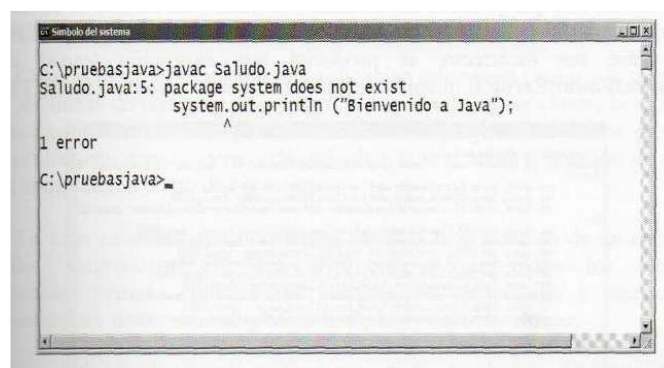 Símbolo del sistema
C:\pruebasjava>javac Saludo.java
Saludo.java:5: package system does not exist
system.out.println ("Bienvenido a Java");
^
1 error
C:\pruebasjava>_